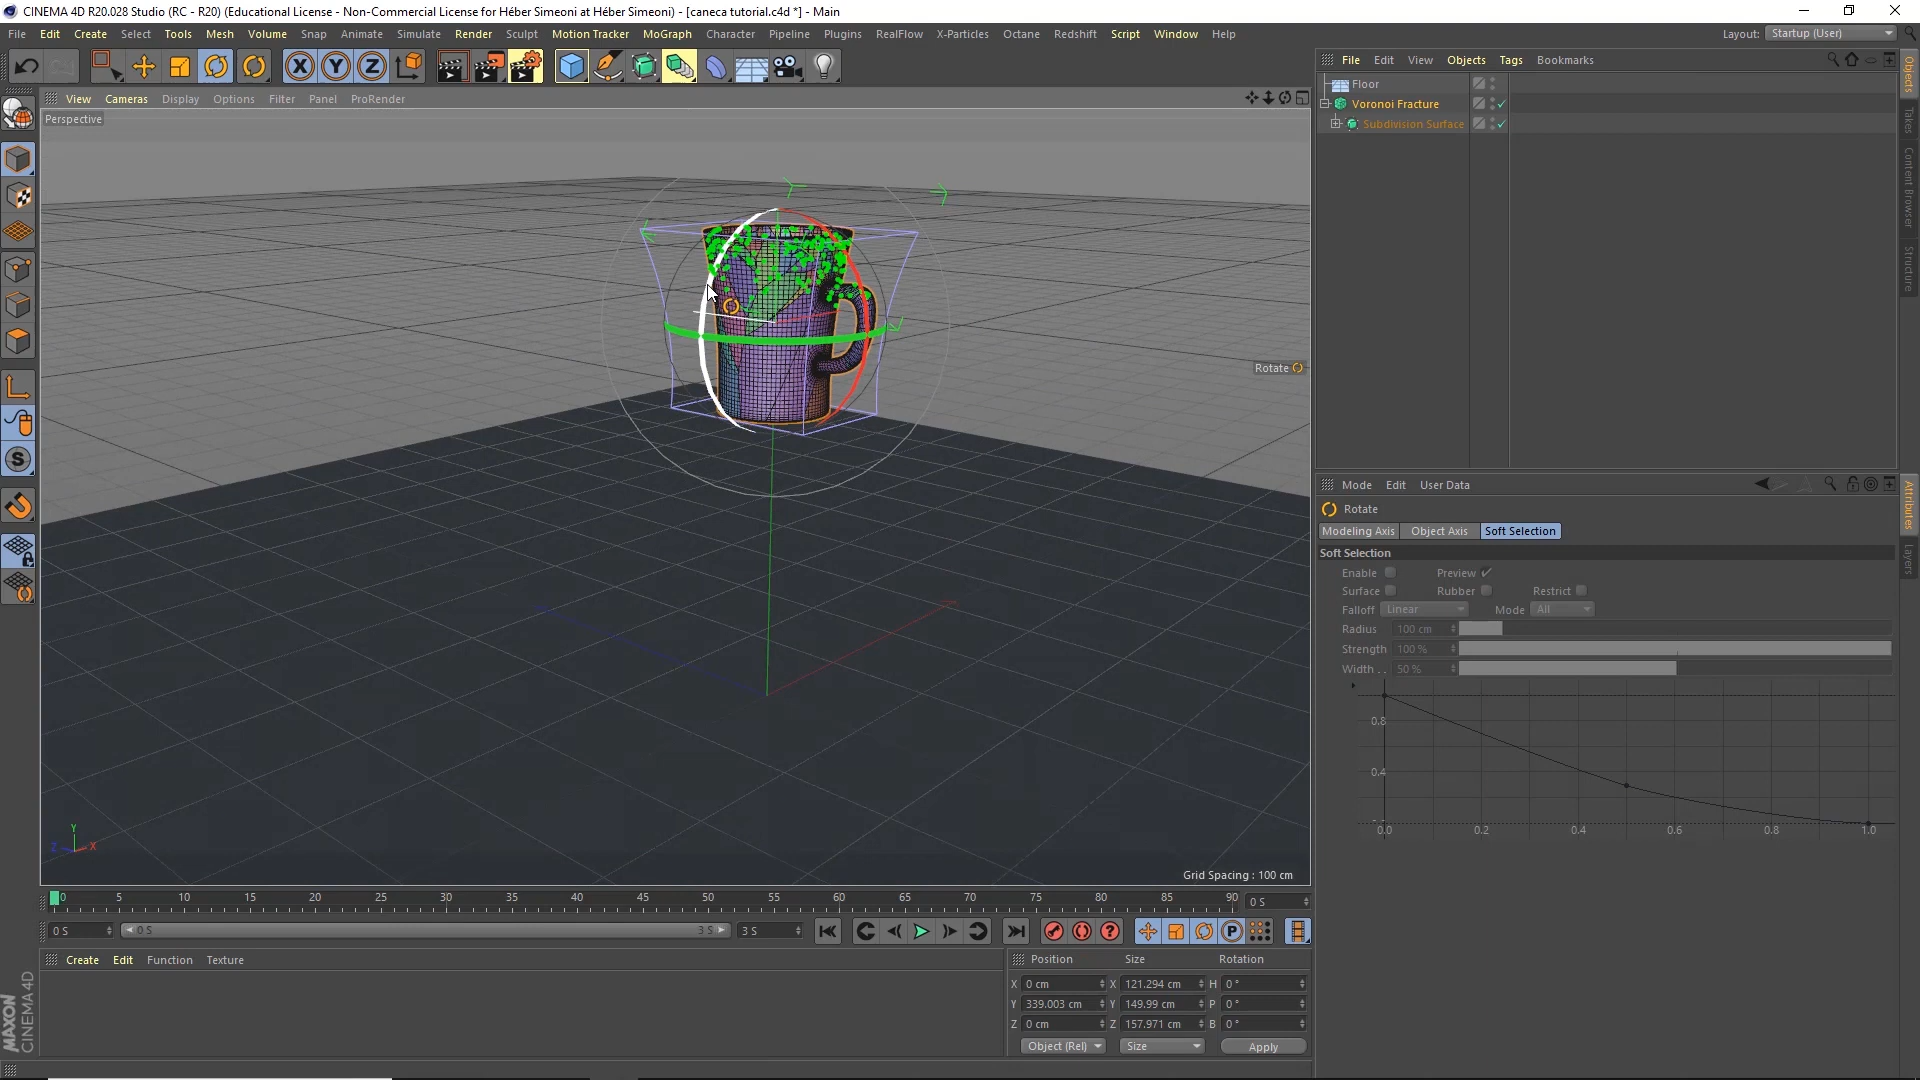 CINEMA 4D R20.028 Studio (RC - R20) (Educational License - Non-Commercial License for Héber Simeoni at Héber Simeoni) - [caneca tutorial.c4d *] - Main
File Edit Create Select Tools Mesh Volume Snap Animate Simulate Render Sculpt Motion Tracker MoGraph Character Pipeline Plugins RealFlow X-Particles Octane Redshift Script Window Help
Layout: Startup (User)
X Y Z
File Edit View Objects Tags Bookmarks
Floor
Voronoi Fracture
Subdivision Surface
Objects
Takes
Content Browser
Structure
View Cameras Display Options Filter Panel ProRender
Perspective
Rotate
S
Y
Z X
Grid Spacing : 100 cm
Mode Edit User Data
Rotate
Modeling Axis Object Axis Soft Selection
Soft Selection
Enable Preview
Surface Rubber Restrict
Falloff Linear Mode All
Radius 100 cm
Strength 100 %
Width . . 50 %
0.8
0.4
0.0 0.2 0.4 0.6 0.8 1.0
Attributes
Layers
0 5 10 15 20 25 30 35 40 45 50 55 60 65 70 75 80 85 90 0 S
0 S 0 S 3 S 3 S P
Create Edit Function Texture
Position Size Rotation
X 0 cm X 121.294 cm H 0 °
Y 339.003 cm Y 149.99 cm P 0 °
Z 0 cm Z 157.971 cm B 0 °
Object (Rel) Size Apply
MAXON
CINEMA 4D